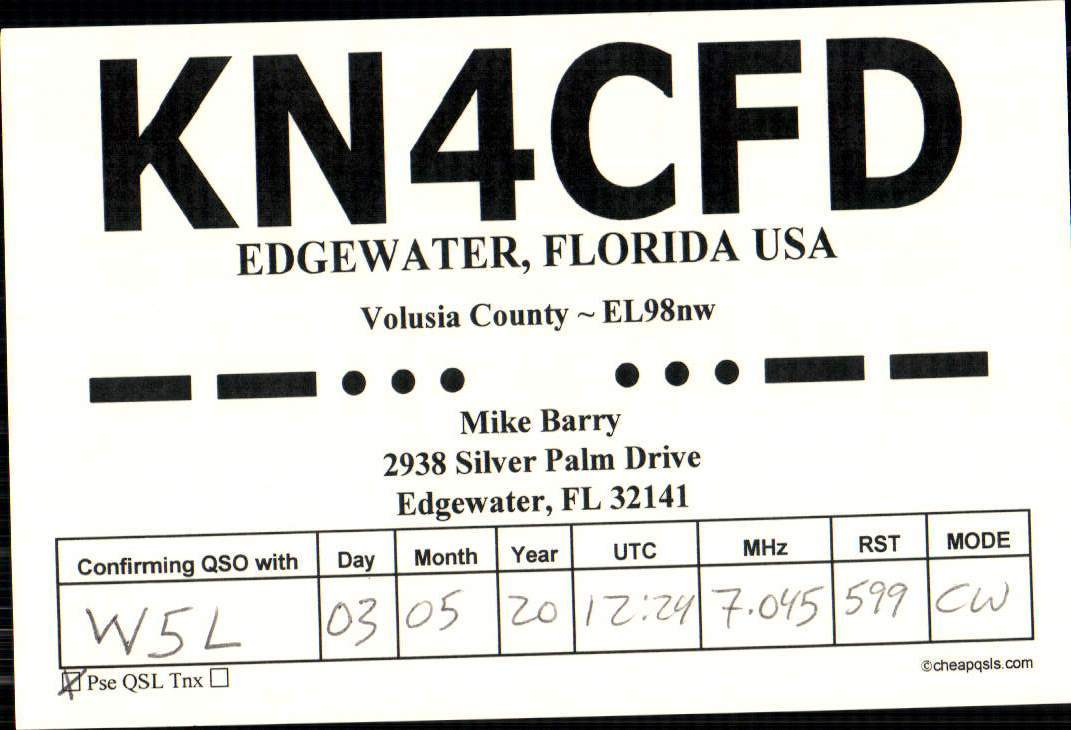 KN4CFD
EDGEWATER, FLORIDA USA
Volusia County ~ EL98nw
Mike Barry
2938 Silver Palm Drive
Edgewater, FL 32141
Confirming QSO with Day Month Year UTC MHz RST MODE
W5L 03 05 20 12:24 7.045 599 CW
Pse QSL Tnx
©cheapqsls.com